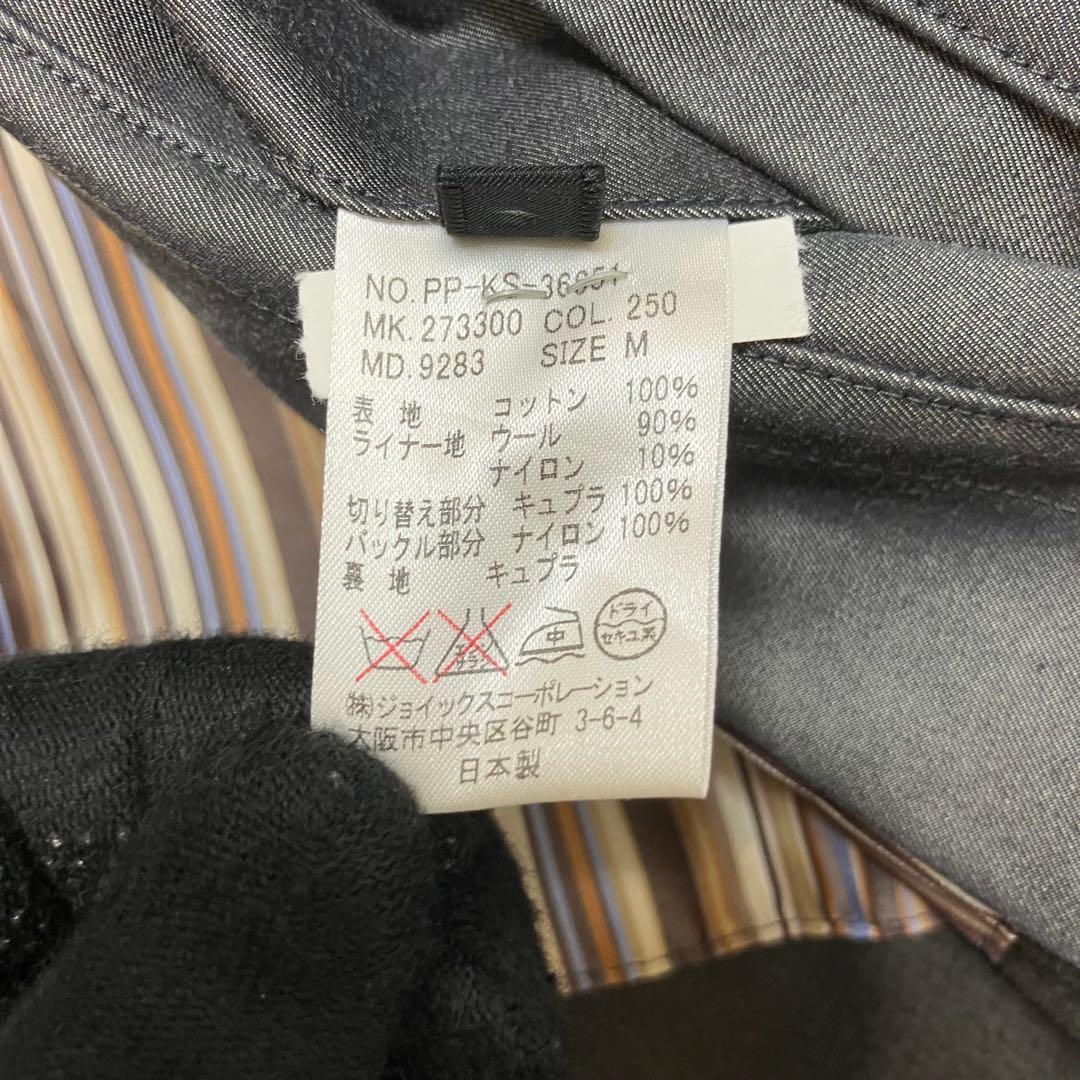 NO. PP-KS-36651
MK. 273300 COL. 250
MD. 9283 SIZE M
表 地 コットン 100%
ライナー地 ウール 90%
ナイロン 10%
切り替え部分 キュプラ 100%
バックル部分 ナイロン 100%
裏 地 キュプラ
中
ドライ
セキユ系
㈱ジョイックスコーポレーション
大阪市中央区谷町 3-6-4
日本製